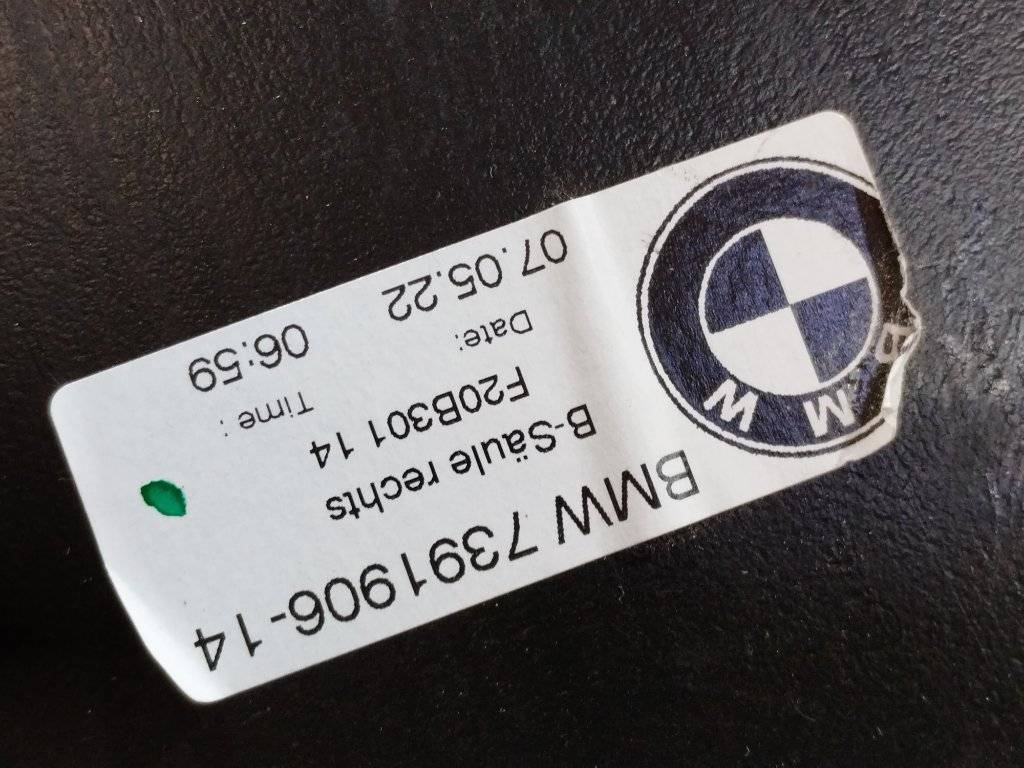 BMW
BMW 7391906-14
B-Säule rechts
F20B301 14
Date: Time :
07.05.22 06:59